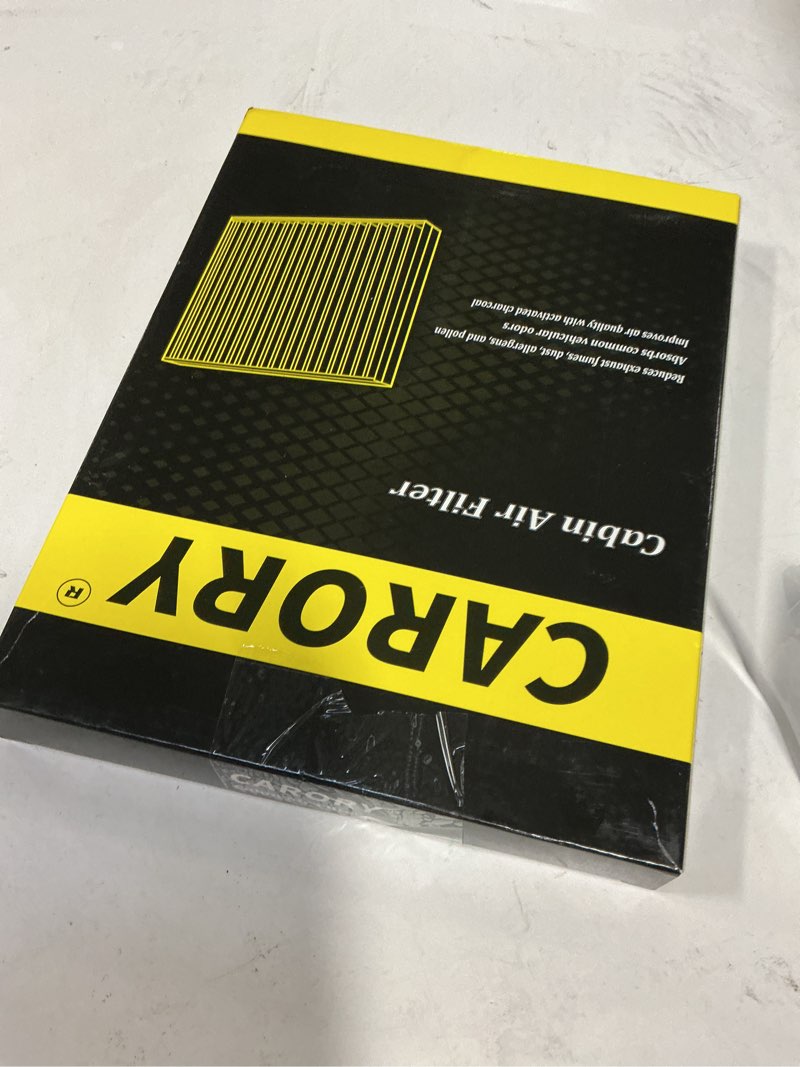 CARORY ®
Cabin Air Filter
Reduces exhaust fumes, dust, allergens, and pollen
Absorbs common vehicular odors
Improves air quality with activated charcoal
CARORY